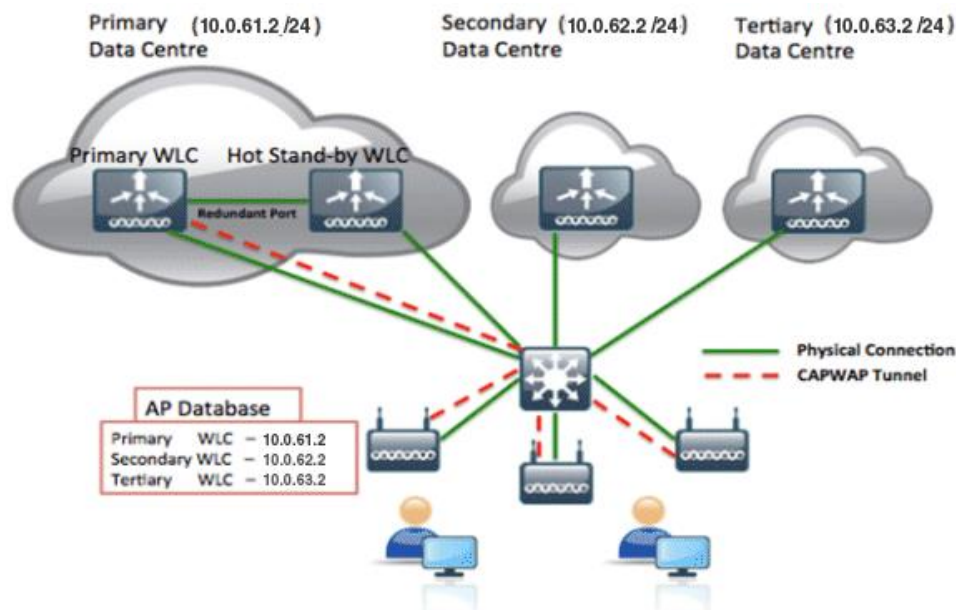 Primary (10.0.61.2 /24)
Data Centre
Secondary (10.0.62.2 /24)
Data Centre
Tertiary (10.0.63.2 /24)
Data Centre
Primary WLC
Hot Stand-by WLC
Redundant Port
Physical Connection
CAPWAP Tunnel
AP Database
Primary WLC – 10.0.61.2
Secondary WLC – 10.0.62.2
Tertiary WLC – 10.0.63.2